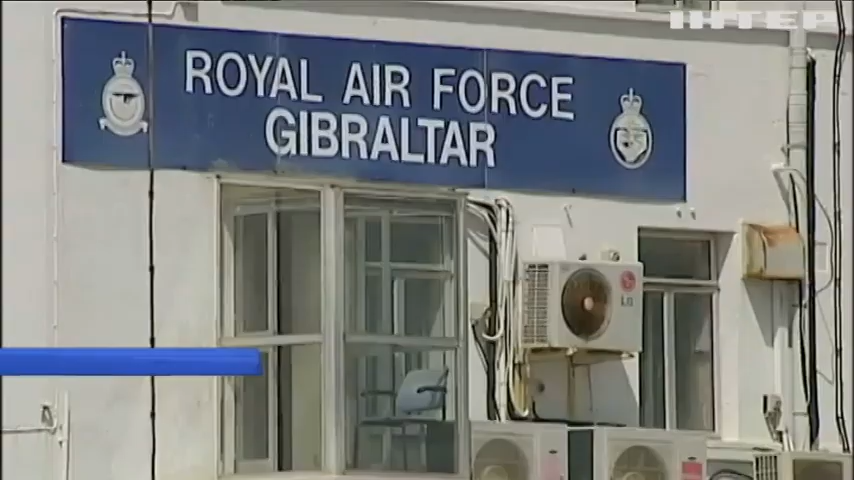 ІНТЕР
ROYAL AIR FORCE
GIBRALTAR
LG